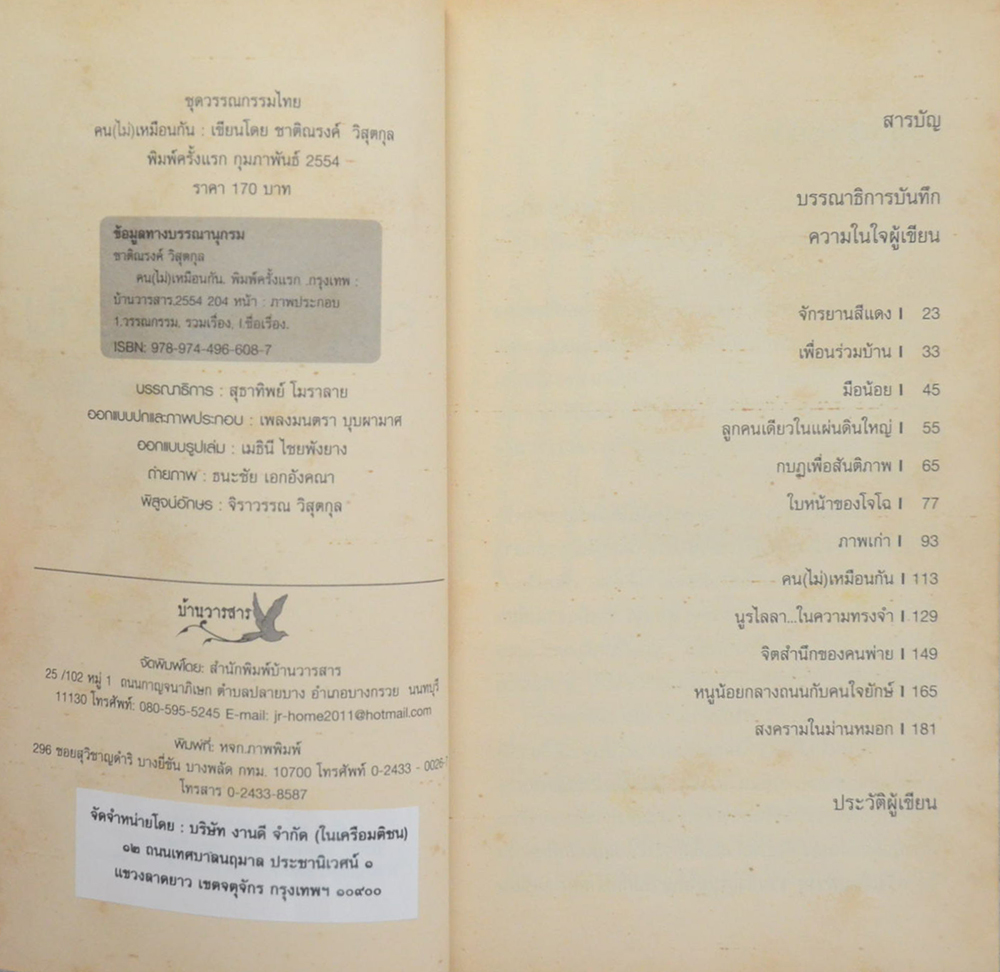 ชุดวรรณกรรมไทย
คน(ไม่)เหมือนกัน : เขียนโดย ชาติณรงค์ วิสุตกุล
พิมพ์ครั้งแรก กุมภาพันธ์ 2554
ราคา 170 บาท
ข้อมูลทางบรรณานุกรม
ชาติณรงค์ วิสุตกุล
คน(ไม่)เหมือนกัน. พิมพ์ครั้งแรก .กรุงเทพ :
บ้านวารสาร,2554 204 หน้า : ภาพประกอบ
1.วรรณกรรม, รวมเรื่อง, I.ชื่อเรื่อง.
ISBN: 978-974-496-608-7
บรรณาธิการ : สุธาทิพย์ โมราลาย
ออกแบบปกและภาพประกอบ : เพลงมนตรา บุบผามาศ
ออกแบบรูปเล่ม : เมธินี ไชยพังยาง
ถ่ายภาพ : ธนะชัย เอกอังคณา
พิสูจน์อักษร : จิราวรรณ วิสุตกุล
บ้านวารสาร
จัดพิมพ์โดย: สำนักพิมพ์บ้านวารสาร
25 /102 หมู่ 1 ถนนกาญจนาภิเษก ตำบลปลายบาง อำเภอบางกรวย นนทบุรี
11130 โทรศัพท์: 080-595-5245 E-mail: jr-home2011@hotmail.com
พิมพ์ที่: หจก.ภาพพิมพ์
296 ซอยสุวิชาญดำริ บางยี่ขัน บางพลัด กทม. 10700 โทรศัพท์ 0-2433 - 0026-
โทรสาร 0-2433-8587
จัดจำหน่ายโดย : บริษัท งานดี จำกัด (ในเครือมติชน)
๑๒ ถนนเทศบาลนฤมาล ประชานิเวศน์ ๑
แขวงลาดยาว เขตจตุจักร กรุงเทพฯ ๑๐๙๐๐
สารบัญ
บรรณาธิการบันทึก
ความในใจผู้เขียน
จักรยานสีแดง I 23
เพื่อนร่วมบ้าน I 33
มือน้อย I 45
ลูกคนเดียวในแผ่นดินใหญ่ I 55
กบฏเพื่อสันติภาพ I 65
ใบหน้าของโจโฉ I 77
ภาพเก่า I 93
คน(ไม่)เหมือนกัน I 113
นูรไลลา...ในความทรงจำ I 129
จิตสำนึกของคนพ่าย I 149
หนูน้อยกลางถนนกับคนใจยักษ์ I 165
สงครามในม่านหมอก I 181
ประวัติผู้เขียน